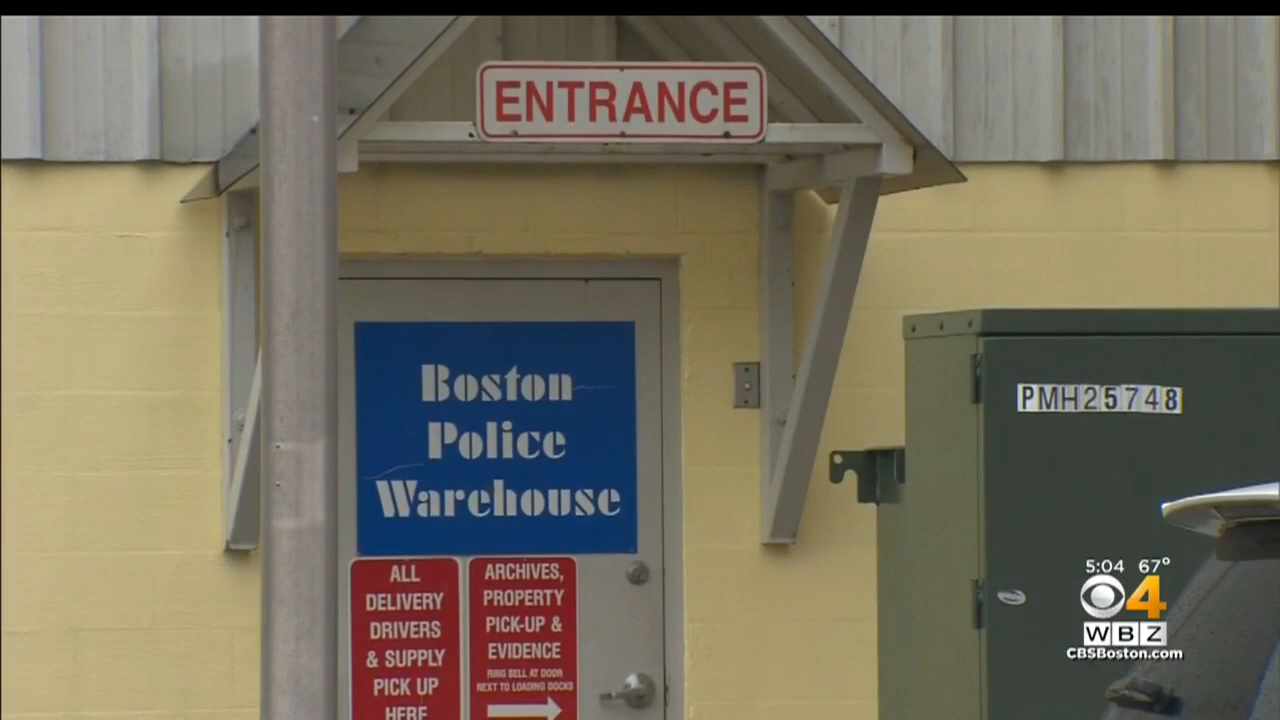 ENTRANCE
Boston
Police
Warehouse
PMH25748
ALL
DELIVERY
DRIVERS
& SUPPLY
PICK UP
HERE
ARCHIVES,
PROPERTY
PICK-UP &
EVIDENCE
RING BELL AT DOOR
NEXT TO LOADING DOCKS
5:04 67°
4
WBZ
CBSBoston.com